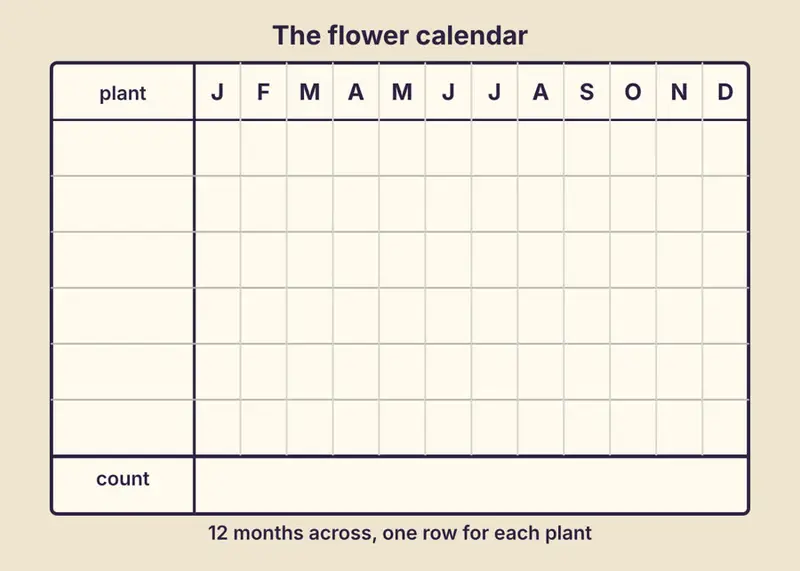 The flower calendar
plant J F M A M J J A S O N D
count
12 months across, one row for each plant